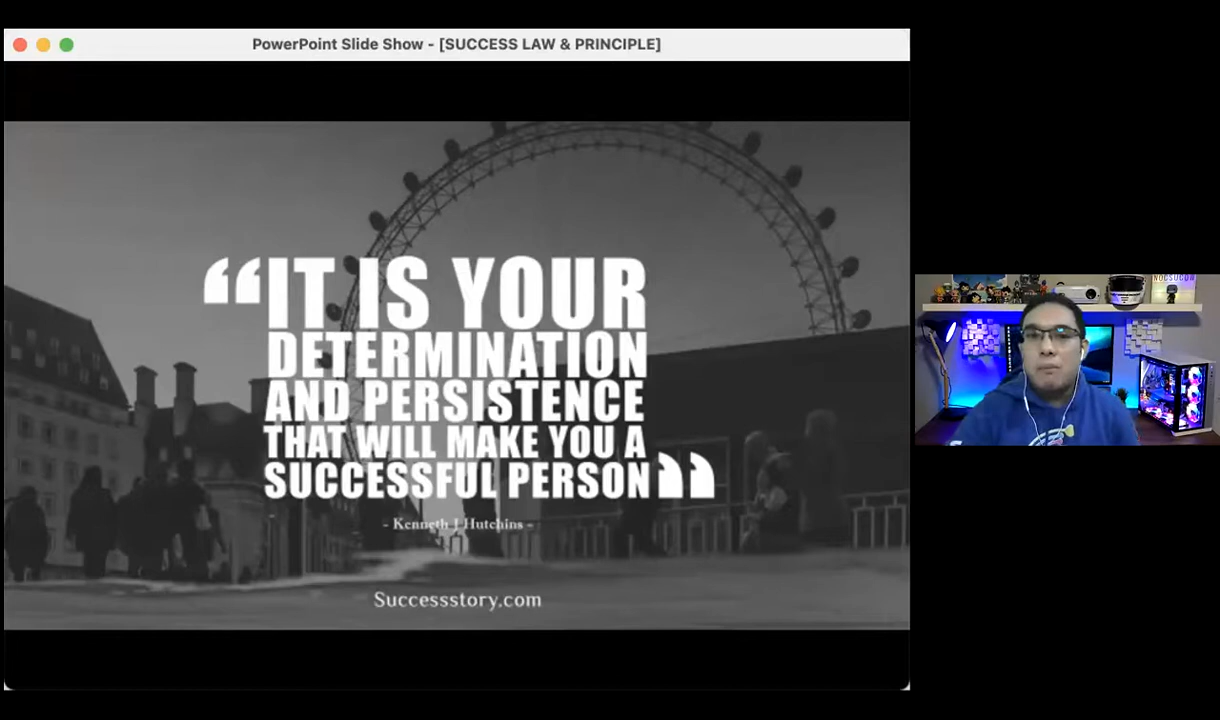 PowerPoint Slide Show - [SUCCESS LAW & PRINCIPLE]
“IT IS YOUR
DETERMINATION
AND PERSISTENCE
THAT WILL MAKE YOU A
SUCCESSFUL PERSON”
- Kenneth J Hutchins -
Successstory.com